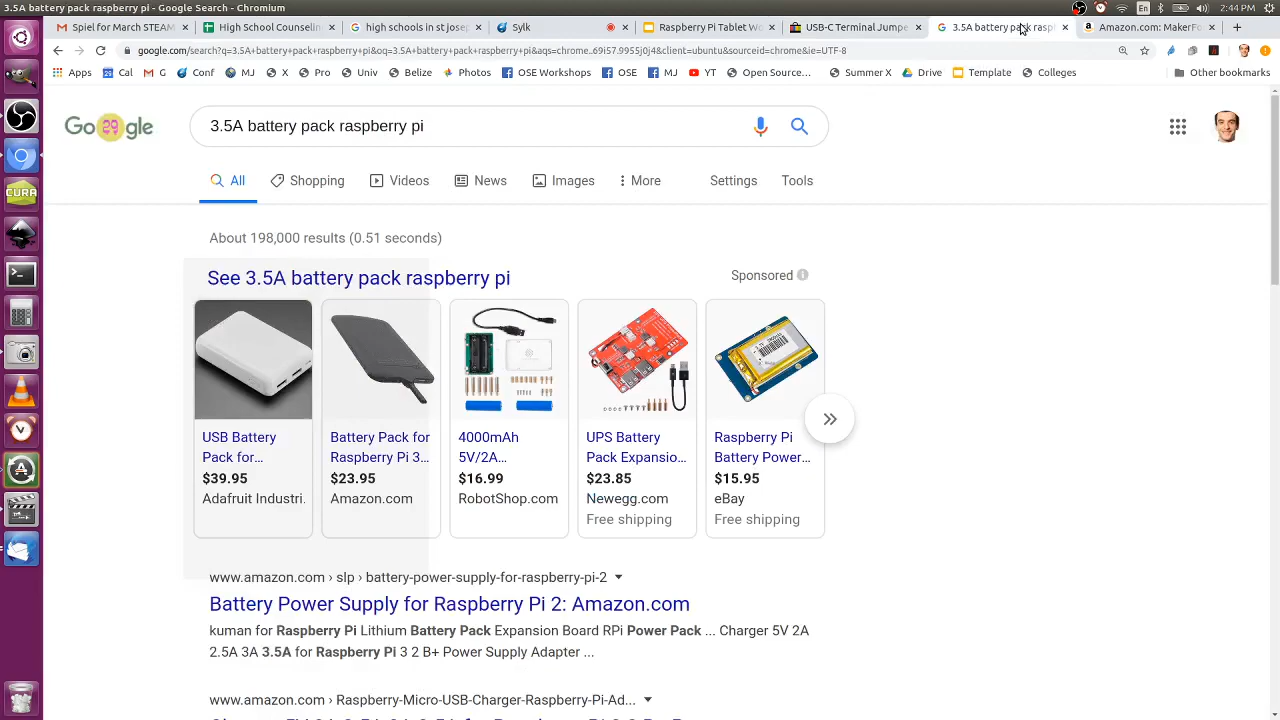 3.5A battery pack raspberry pi - Google Search - Chromium
En
2:44 PM
Spiel for March STEAM
High School Counselin
High schools in st josep
Sylk
Raspberry Pi Tablet Wo
USB-C Terminal Jumpe
3.5A battery pack raspb
Amazon.com: MakerFo
google.com/search?q=3.5A+battery+pack+raspberry+pi&oq=3.5A+battery+pack+raspberry+pi&aqs=chrome..69i57.9955j0j4&client=ubuntu&sourceid=chrome&ie=UTF-8
Apps
Cal
G
Conf
MJ
X
Pro
Univ
Belize
Photos
OSE Workshops
OSE
MJ
YT
Open Source...
Summer X
Drive
Template
Colleges
Other bookmarks
Go29gle
3.5A battery pack raspberry pi
All
Shopping
Videos
News
Images
More
Settings
Tools
About 198,000 results (0.51 seconds)
See 3.5A battery pack raspberry pi
Sponsored
USB Battery
Pack for...
$39.95
Adafruit Industri.
Battery Pack for
Raspberry Pi 3...
$23.95
Amazon.com
4000mAh
5V/2A...
$16.99
RobotShop.com
UPS Battery
Pack Expansio...
$23.85
Newegg.com
Free shipping
Raspberry Pi
Battery Power...
$15.95
eBay
Free shipping
www.amazon.com › slp › battery-power-supply-for-raspberry-pi-2
Battery Power Supply for Raspberry Pi 2: Amazon.com
kuman for Raspberry Pi Lithium Battery Pack Expansion Board RPi Power Pack ... Charger 5V 2A
2.5A 3A 3.5A for Raspberry Pi 3 2 B+ Power Supply Adapter ...
www.amazon.com › Raspberry-Micro-USB-Charger-Raspberry-Pi-Ad...
CURA